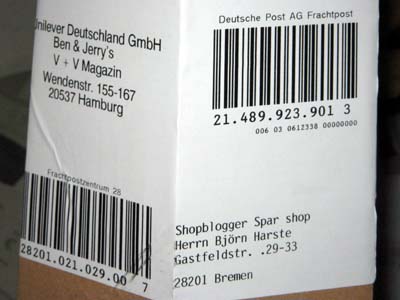 Unilever Deutschland GmbH
Ben & Jerry's
V + V Magazin
Wendenstr. 155-167
20537 Hamburg
Frachtpostzentrum 28
28201.021.029.00 7
Deutsche Post AG Frachtpost
21.489.923.901 3
006 03 0612338 00000000
Shopblogger Spar shop
Herrn Björn Harste
Gastfeldstr. .29-33
28201 Bremen